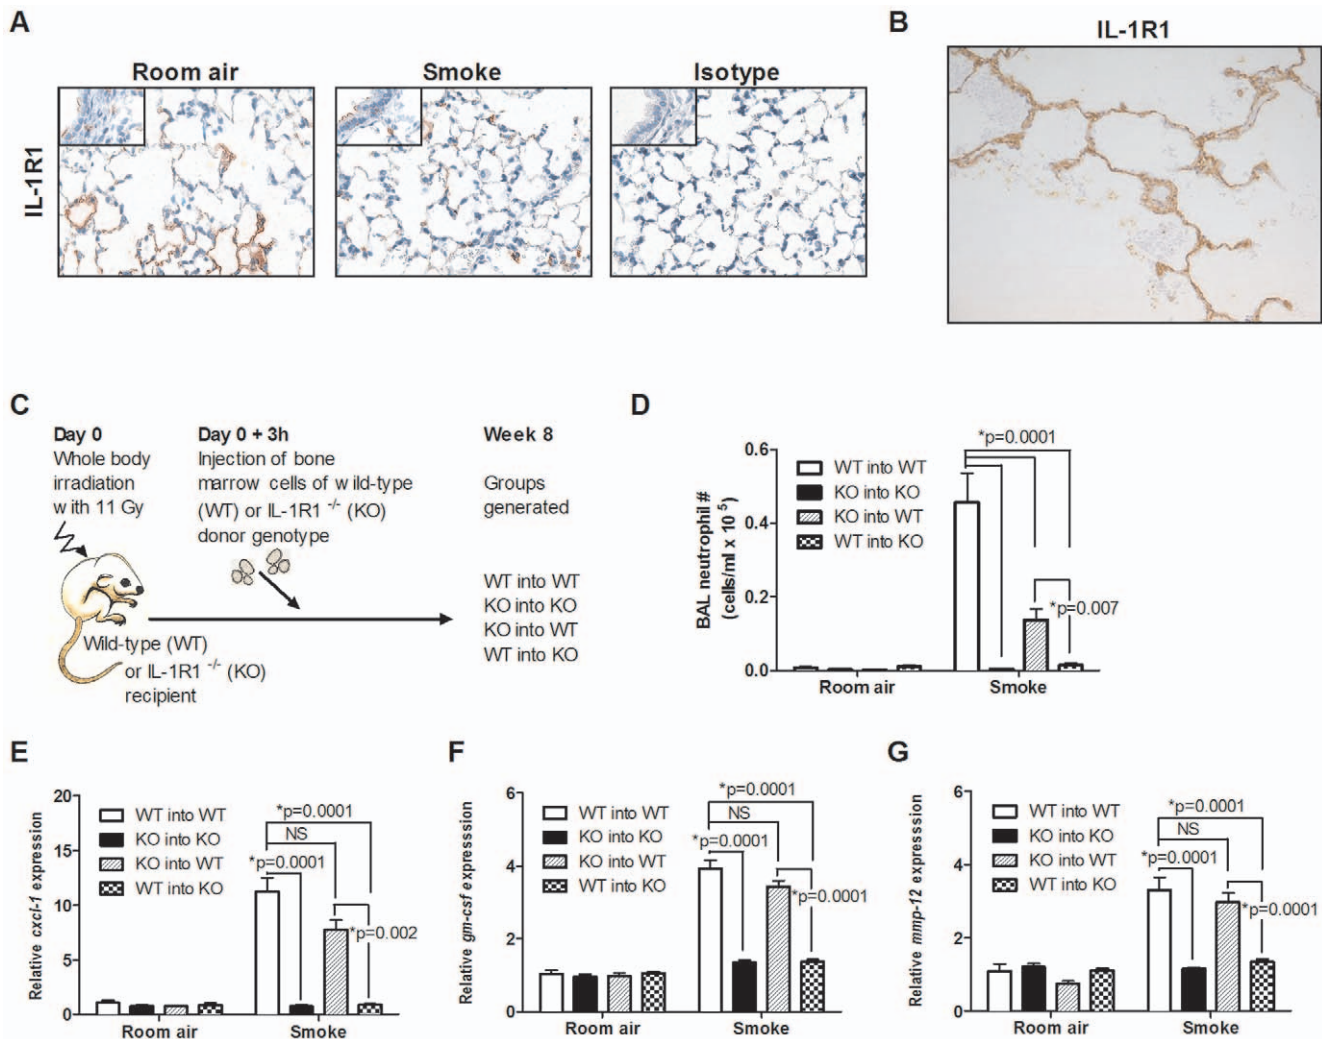 A
Room air
Smoke
Isotype
IL-1R1
B
IL-1R1
C
Day 0
Whole body
irradiation
with 11 Gy
Day 0 + 3h
Injection of bone
marrow cells of wild-type
(WT) or IL-1R1 -/- (KO)
donor genotype
Week 8
Groups
generated
WT into WT
KO into KO
KO into WT
WT into KO
Wild-type (WT)
or IL-1R1 -/- (KO)
recipient
D
BAL neutrophil #
(cells/ml x 10 5)
0.6
0.4
0.2
0.0
WT into WT
KO into KO
KO into WT
WT into KO
*p=0.0001
*p=0.007
Room air
Smoke
E
Relative cxcl-1 expression
20
15
10
5
0
WT into WT
KO into KO
KO into WT
WT into KO
*p=0.0001
NS
*p=0.0001
*p=0.002
Room air
Smoke
F
Relative gm-csf experesssion
6
4
2
0
WT into WT
KO into KO
KO into WT
WT into KO
*p=0.0001
NS
*p=0.0001
*p=0.0001
Room air
Smoke
G
Relative mmp-12 expression
6
4
2
0
WT into WT
KO into KO
KO into WT
WT into KO
*p=0.0001
NS
*p=0.0001
*p=0.0001
Room air
Smoke